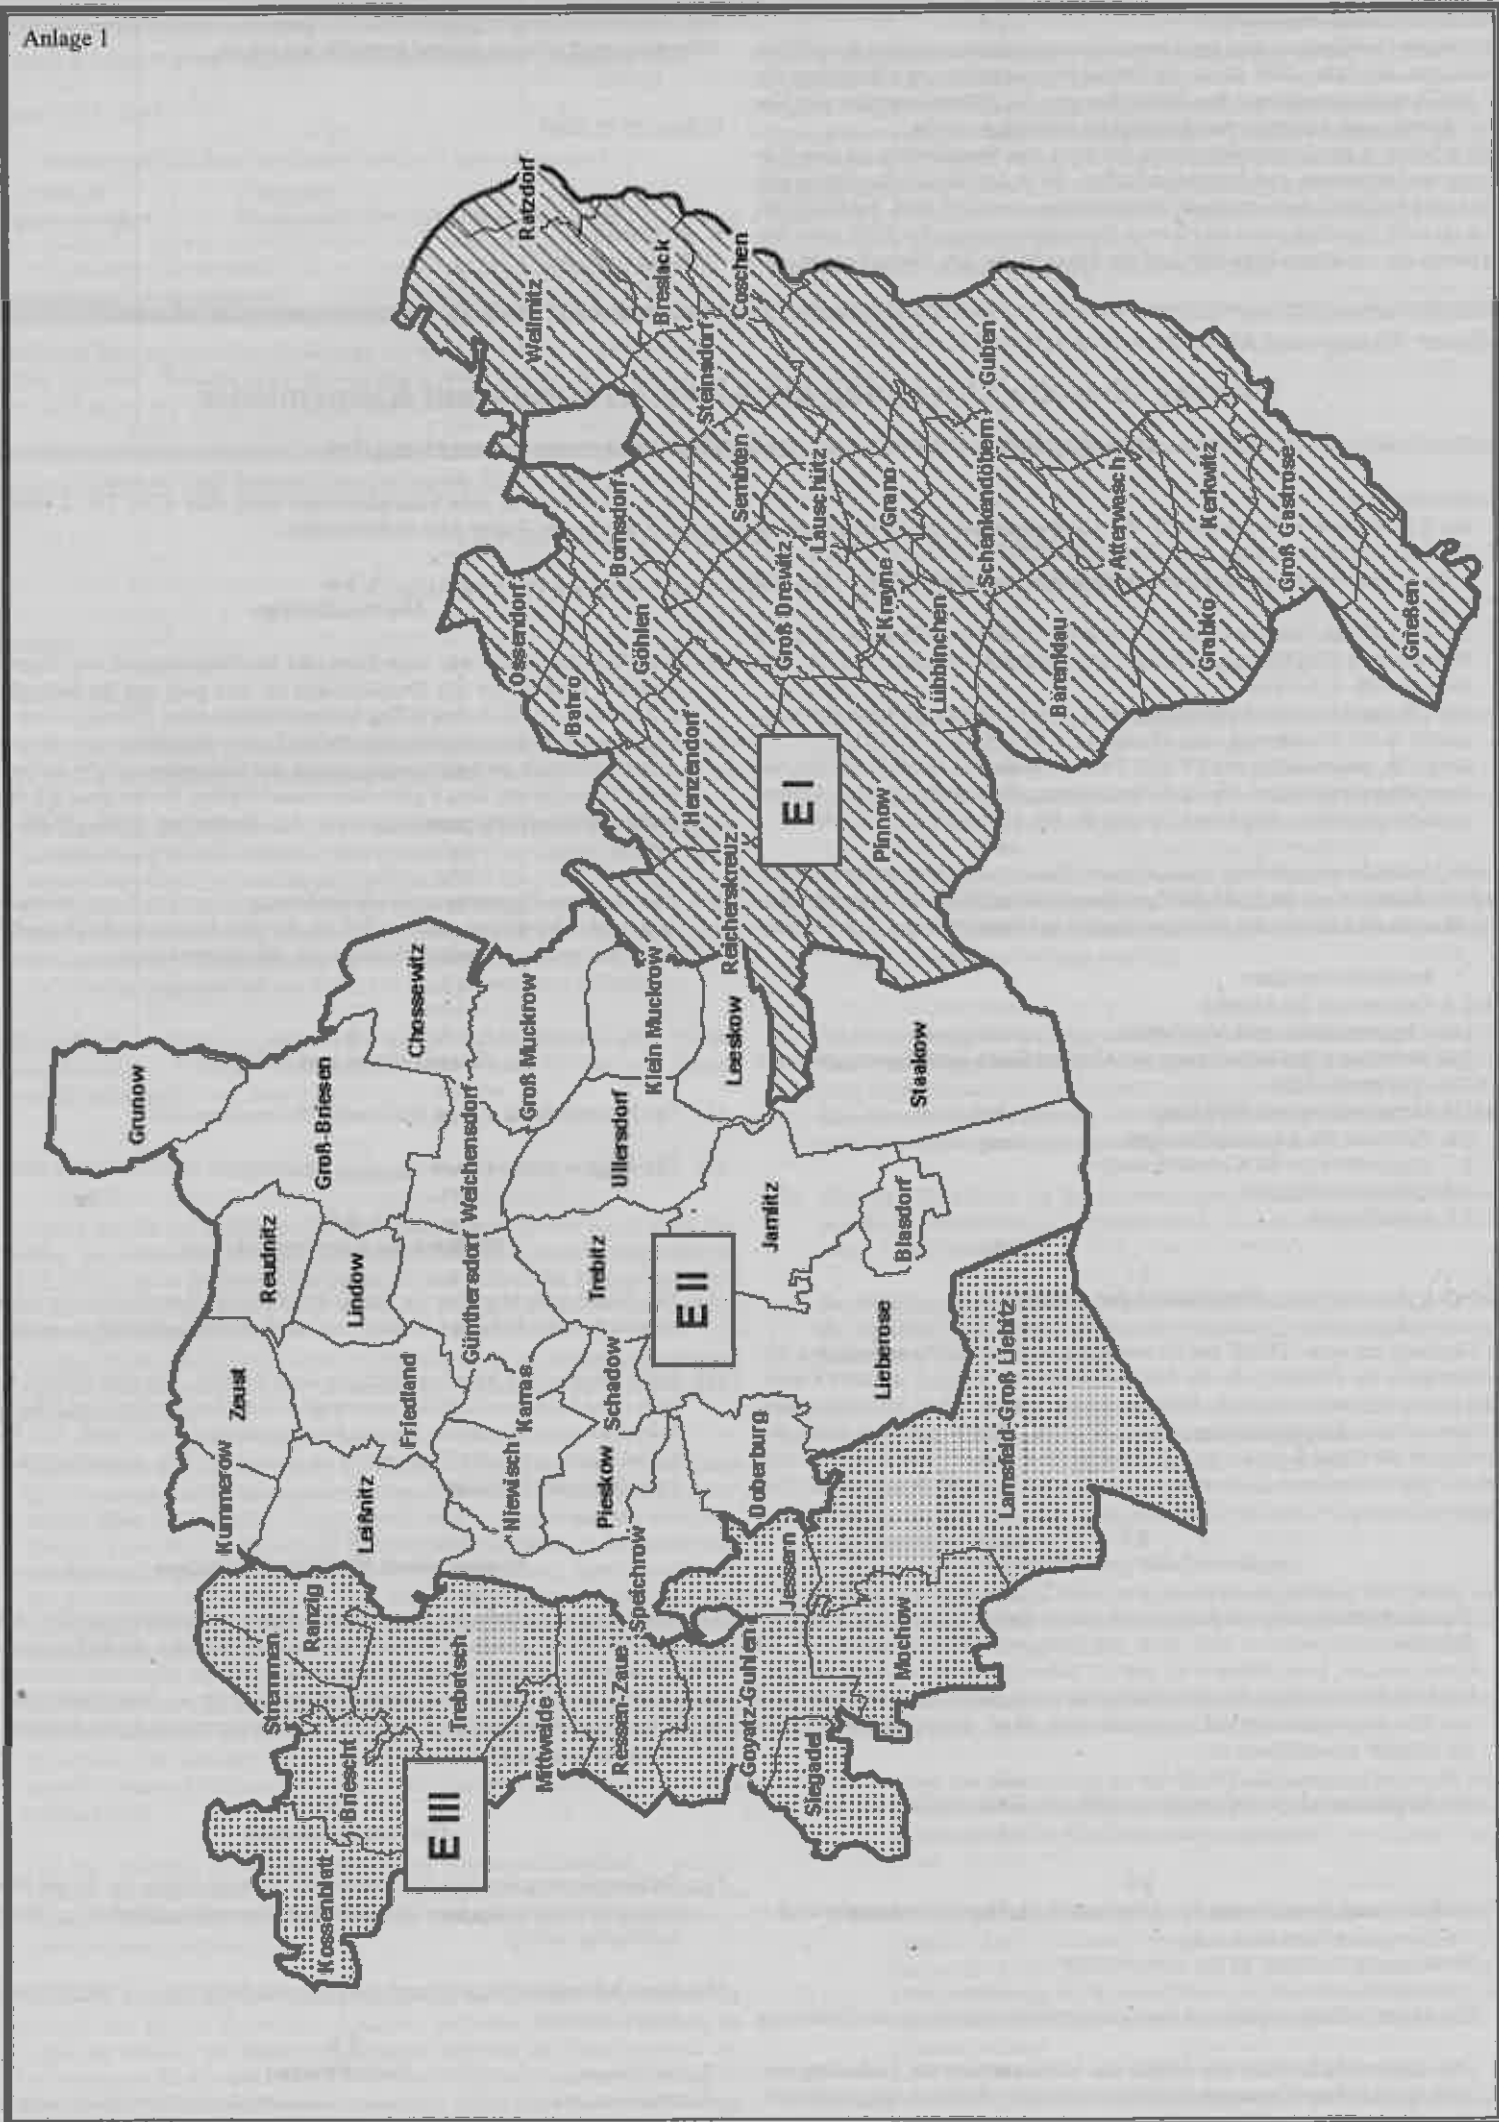 Anlage 1
Grunow
Groß-Briesen
Chossewitz
Reudnitz
Lindow
Zeust
Kummerow
Leißnitz
Friedland
Günthersdorf
Weichensdorf
Groß Muckrow
Klein Muckrow
Ullersdorf
Leeskow
Trebitz
Karras
Niewisch
Schadow
Pieskow
Speichrow
Doberburg
Jamlitz
Staakow
Blasdorf
Lieberose
E II
Kossenblatt
Briescht
Stremmen
Ranzig
Trebatsch
Mittweide
Ressen-Zaue
Goyatz-Guhlen
Siegadel
Jessern
Mochow
Lamsfeld-Groß Liebitz
E III
Ratzdorf
Wellmitz
Breslack
Coschen
Steinsdorf
Bomsdorf
Ossendorf
Bahro
Göhlen
Sembten
Henzendorf
Reicherskreuz
Groß Drewitz
Lauschütz
Grano
Krayne
Lübbinchen
Pinnow
Schenkendöbern
Guben
Bärenklau
Atterwasch
Kerkwitz
Grabko
Groß Gastrose
Grießen
E I